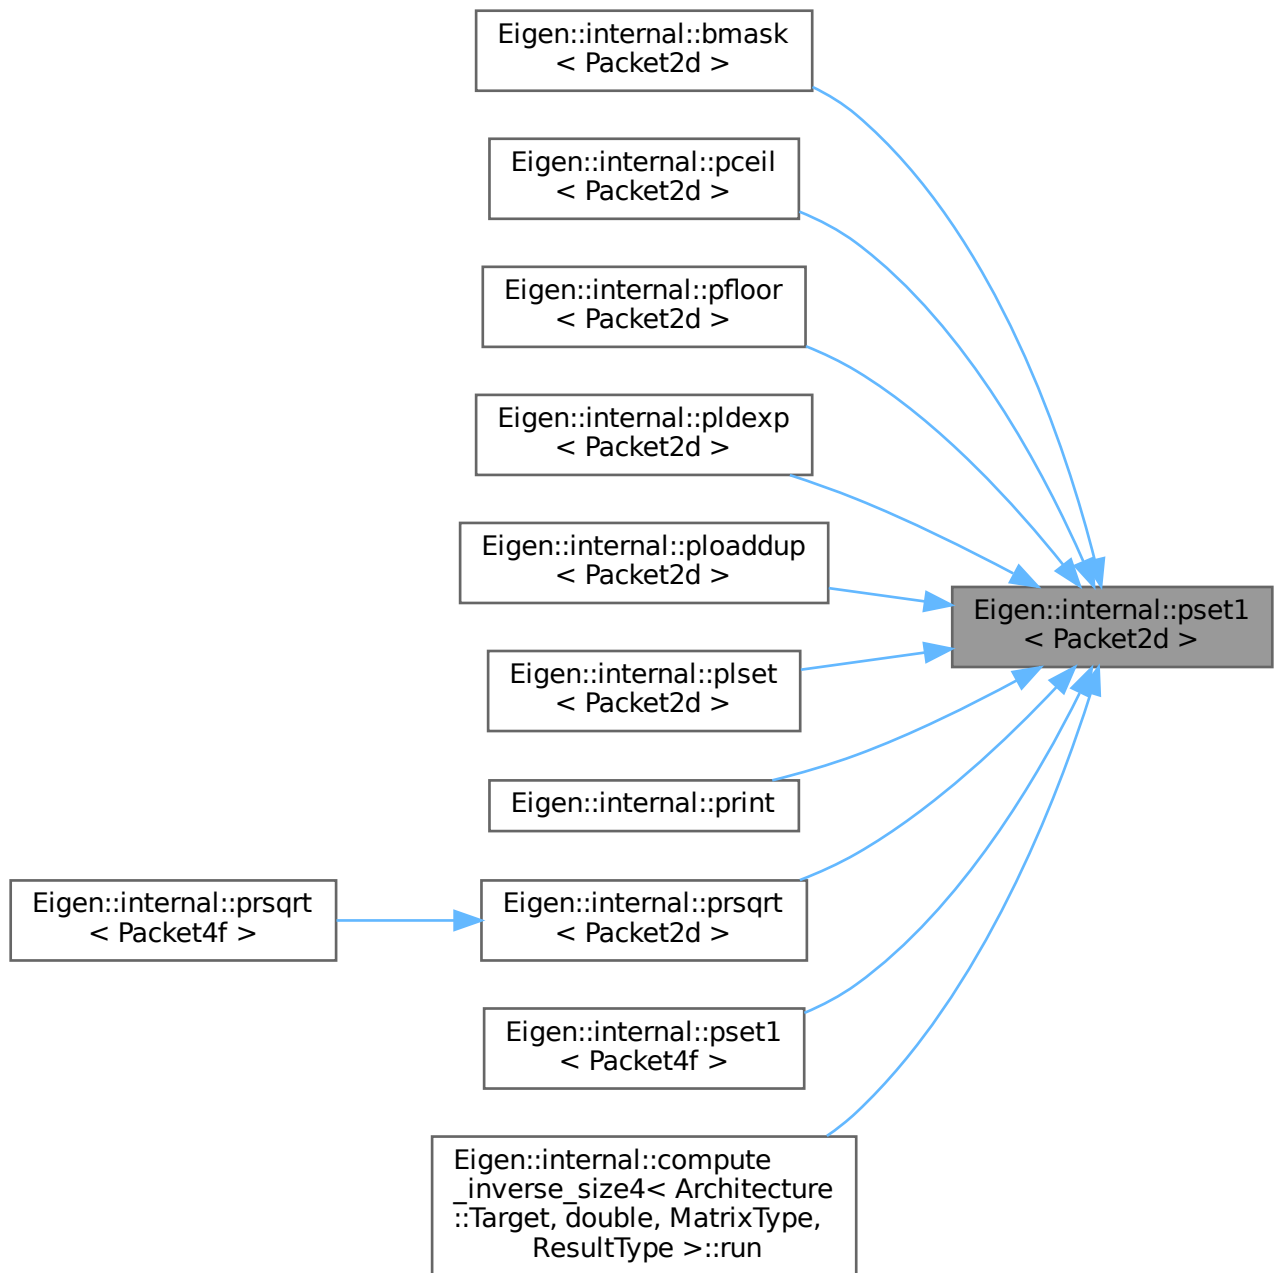 Eigen::internal::bmask
< Packet2d >
Eigen::internal::pceil
< Packet2d >
Eigen::internal::pfloor
< Packet2d >
Eigen::internal::pldexp
< Packet2d >
Eigen::internal::ploaddup
< Packet2d >
Eigen::internal::pset1
< Packet2d >
Eigen::internal::plset
< Packet2d >
Eigen::internal::print
Eigen::internal::prsqrt
< Packet4f >
Eigen::internal::prsqrt
< Packet2d >
Eigen::internal::pset1
< Packet4f >
Eigen::internal::compute
_inverse_size4< Architecture
::Target, double, MatrixType,
ResultType >::run